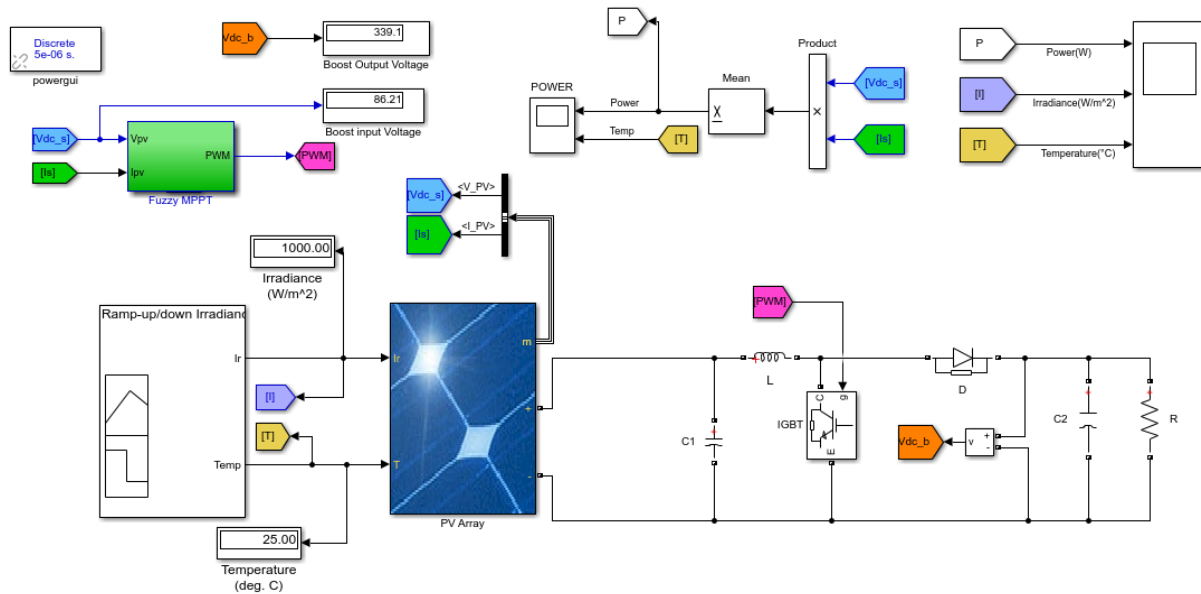 Discrete
5e-06 s.
powergui
Vdc_b
339.1
Boost Output Voltage
86.21
Boost input Voltage
[Vdc_s]
[Is]
Vpv
Ipv
PWM
Fuzzy MPPT
[PWM]
P
POWER
Power
Temp
Mean
[T]
Product
×
[Vdc_s]
[Is]
P
Power(W)
[I]
Irradiance(W/m^2)
[T]
Temperature(°C)
[Vdc_s]
<V_PV>
[Is]
<I_PV>
1000.00
Irradiance
(W/m^2)
Ramp-up/down Irradianc
Ir
Temp
[I]
[T]
25.00
Temperature
(deg. C)
Ir
T
m
+
-
PV Array
C1
+
L
+
[PWM]
IGBT
C
g
E
D
Vdc_b
v
+
-
C2
+
R
+